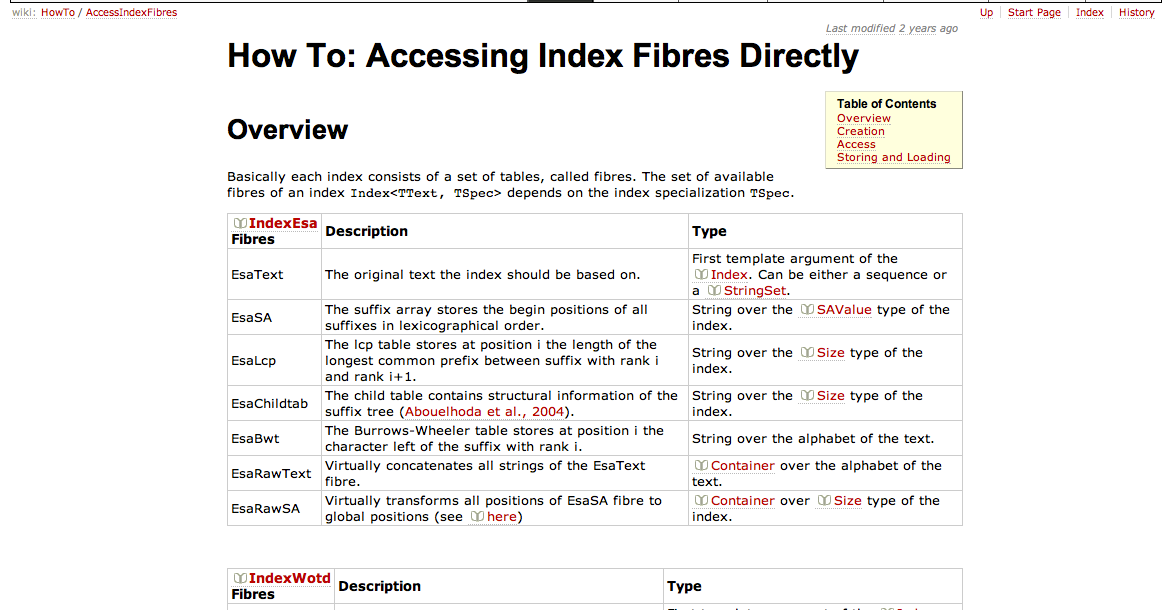 wiki: HowTo / AccessIndexFibres
Up Start Page Index History
Last modified 2 years ago
How To: Accessing Index Fibres Directly
Table of Contents
Overview
Creation
Access
Storing and Loading
Overview
Basically each index consists of a set of tables, called fibres. The set of available
fibres of an index Index<TText, TSpec> depends on the index specialization TSpec.
IndexEsa
Fibres
Description
Type
EsaText
The original text the index should be based on.
First template argument of the
Index. Can be either a sequence or
a StringSet.
EsaSA
The suffix array stores the begin positions of all
suffixes in lexicographical order.
String over the SAValue type of the
index.
EsaLcp
The lcp table stores at position i the length of the
longest common prefix between suffix with rank i
and rank i+1.
String over the Size type of the
index.
EsaChildtab
The child table contains structural information of the
suffix tree (Abouelhoda et al., 2004).
String over the Size type of the
index.
EsaBwt
The Burrows-Wheeler table stores at position i the
character left of the suffix with rank i.
String over the alphabet of the text.
EsaRawText
Virtually concatenates all strings of the EsaText
fibre.
Container over the alphabet of the
text.
EsaRawSA
Virtually transforms all positions of EsaSA fibre to
global positions (see here)
Container over Size type of the
index.
IndexWotd
Fibres
Description
Type